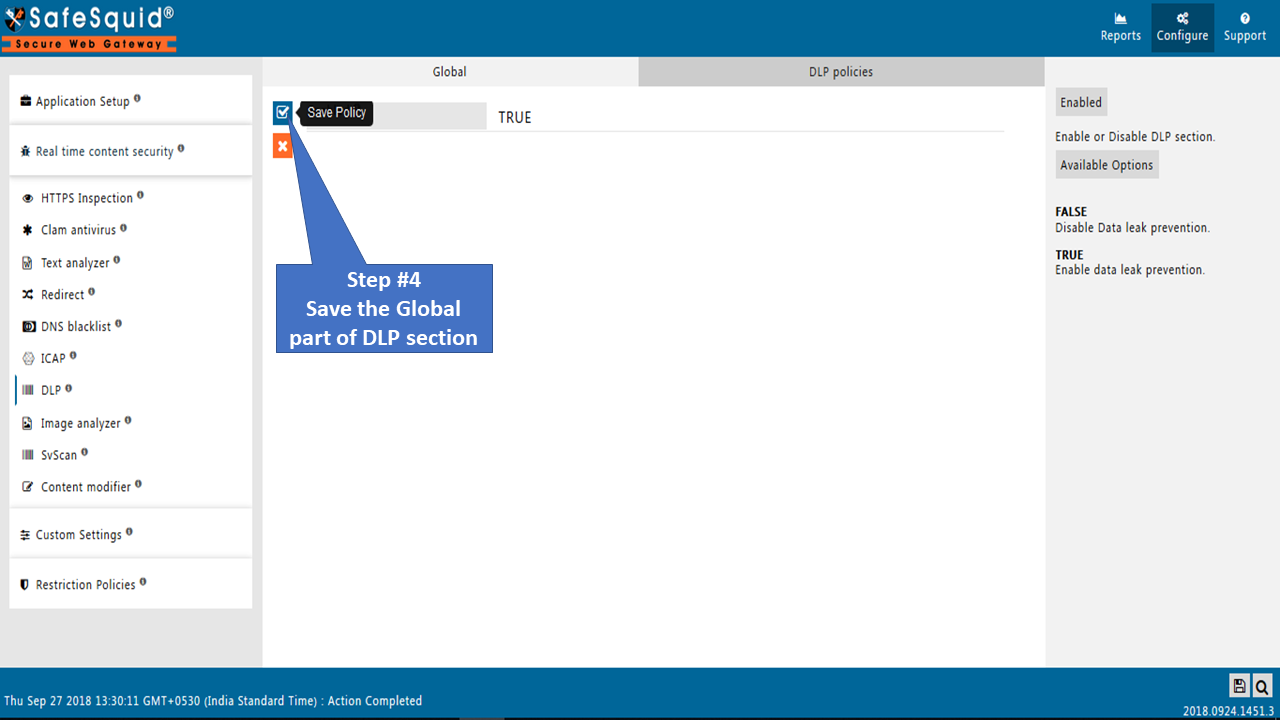 SafeSquid®
Secure Web Gateway
Reports
Configure
Support
Application Setup
Real time content security
HTTPS Inspection
Clam antivirus
Text analyzer
Redirect
DNS blacklist
ICAP
DLP
Image analyzer
SvScan
Content modifier
Custom Settings
Restriction Policies
Global
DLP policies
Save Policy
TRUE
Step #4
Save the Global
part of DLP section
Enabled
Enable or Disable DLP section.
Available Options
FALSE
Disable Data leak prevention.
TRUE
Enable data leak prevention.
Thu Sep 27 2018 13:30:11 GMT+0530 (India Standard Time) : Action Completed
2018.0924.1451.3